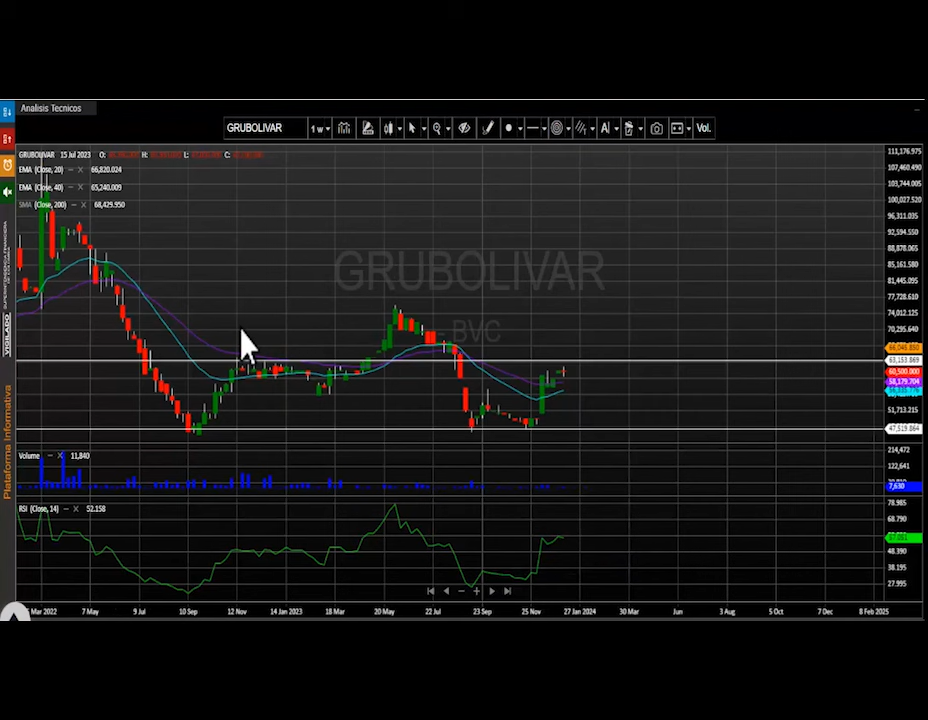 Analisis Tecnicos
GRUBOLIVAR 1w A Vol.
GRUBOLIVAR 15 Jul 2023 O: H: L: C:
EMA (Close, 20) 66,820.024
EMA (Close, 40) 65,240.009
SMA (Close, 200) 68,429.950
GRUBOLIVAR
- BVC
111,176.975
107,460.490
103,744.005
100,027.520
96,311.035
92,594.550
88,878.065
85,161.580
81,445.095
77,728.610
74,012.125
70,295.640
63,153.869
60,500.000
58,179.704
51,713.215
47,519.864
Volume 11,840
214,472
122,641
7,630
RSI (Close, 14) 52.158
78.985
68.790
48.390
38.195
27.995
Mar 2022 7 May 9 Jul 10 Sep 12 Nov 14 Jan 2023 18 Mar 20 May 22 Jul 23 Sep 25 Nov 27 Jan 2024 30 Mar Jun 3 Aug 5 Oct 7 Dec 8 Feb 2025
VIGILADO
SUPERINTENDENCIA FINANCIERA
DE COLOMBIA
Plataforma Informativa